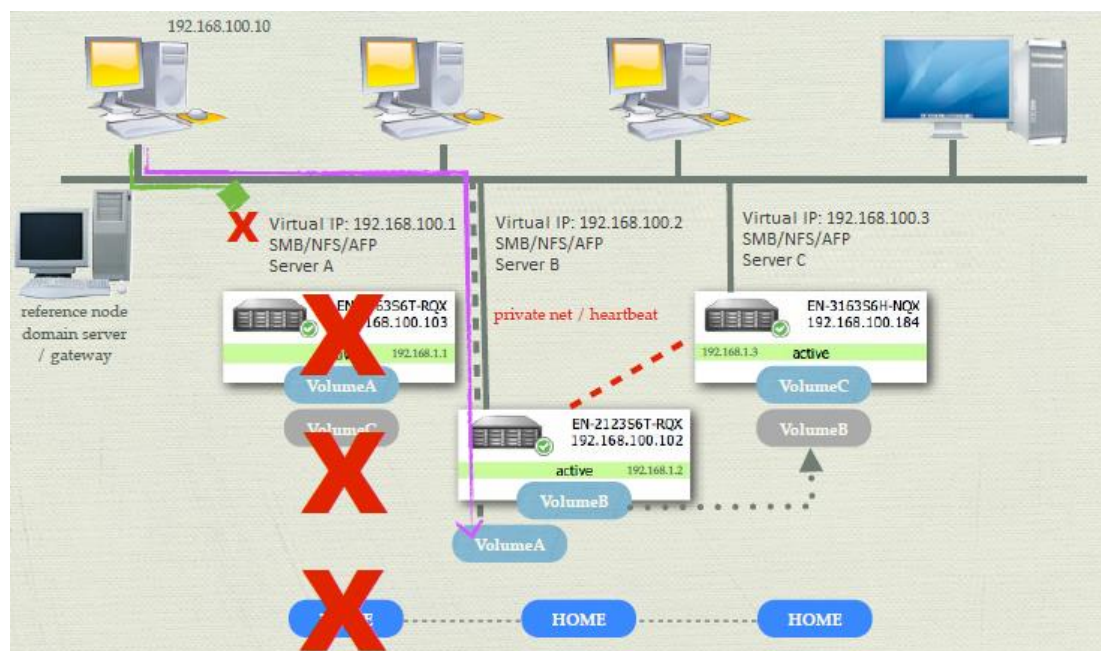 192.168.100.10
Virtual IP: 192.168.100.1
SMB/NFS/AFP
Server A
Virtual IP: 192.168.100.2
SMB/NFS/AFP
Server B
Virtual IP: 192.168.100.3
SMB/NFS/AFP
Server C
reference node
domain server
/ gateway
192.168.1.1
VolumeA
private net / heartbeat
EN-3163S6H-NQX
192.168.100.184
192.168.1.3 active
VolumeC
VolumeB
EN-2123S6T-RQX
192.168.100.102
active 192.168.1.2
VolumeB
VolumeA
HOME
HOME